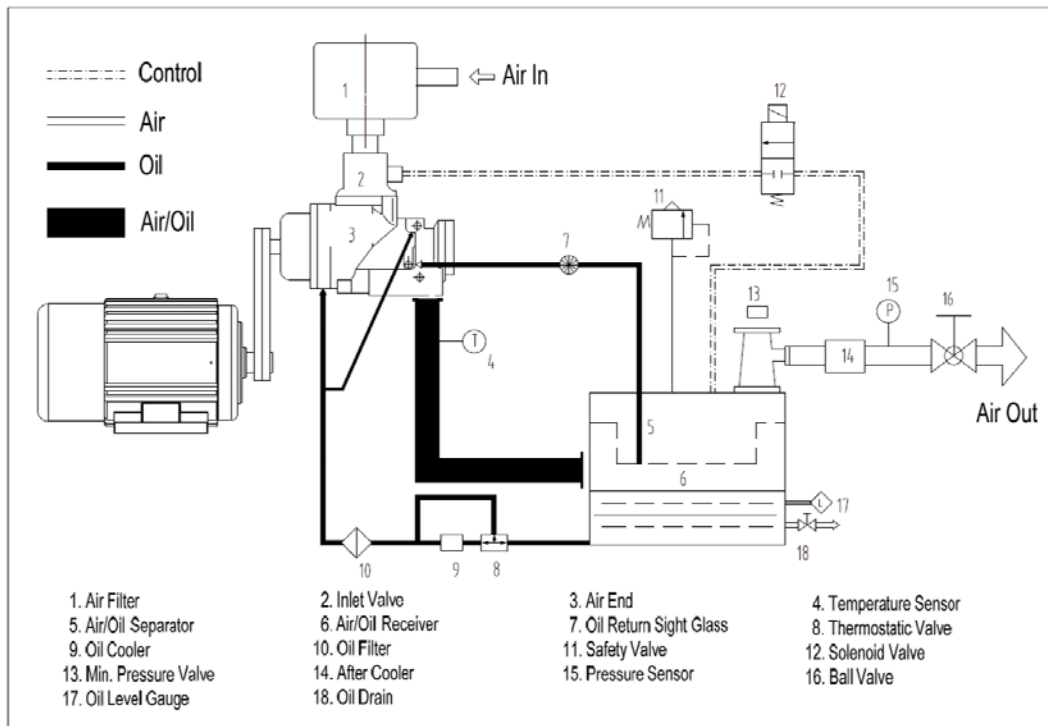 Control
Air
Oil
Air/Oil
Air In
Air Out
1
2
3
4
5
6
7
8
9
10
11
12
13
14
15
16
17
18
T
P
L
1. Air Filter
2. Inlet Valve
3. Air End
4. Temperature Sensor
5. Air/Oil Separator
6. Air/Oil Receiver
7. Oil Return Sight Glass
8. Thermostatic Valve
9. Oil Cooler
10. Oil Filter
11. Safety Valve
12. Solenoid Valve
13. Min. Pressure Valve
14. After Cooler
15. Pressure Sensor
16. Ball Valve
17. Oil Level Gauge
18. Oil Drain